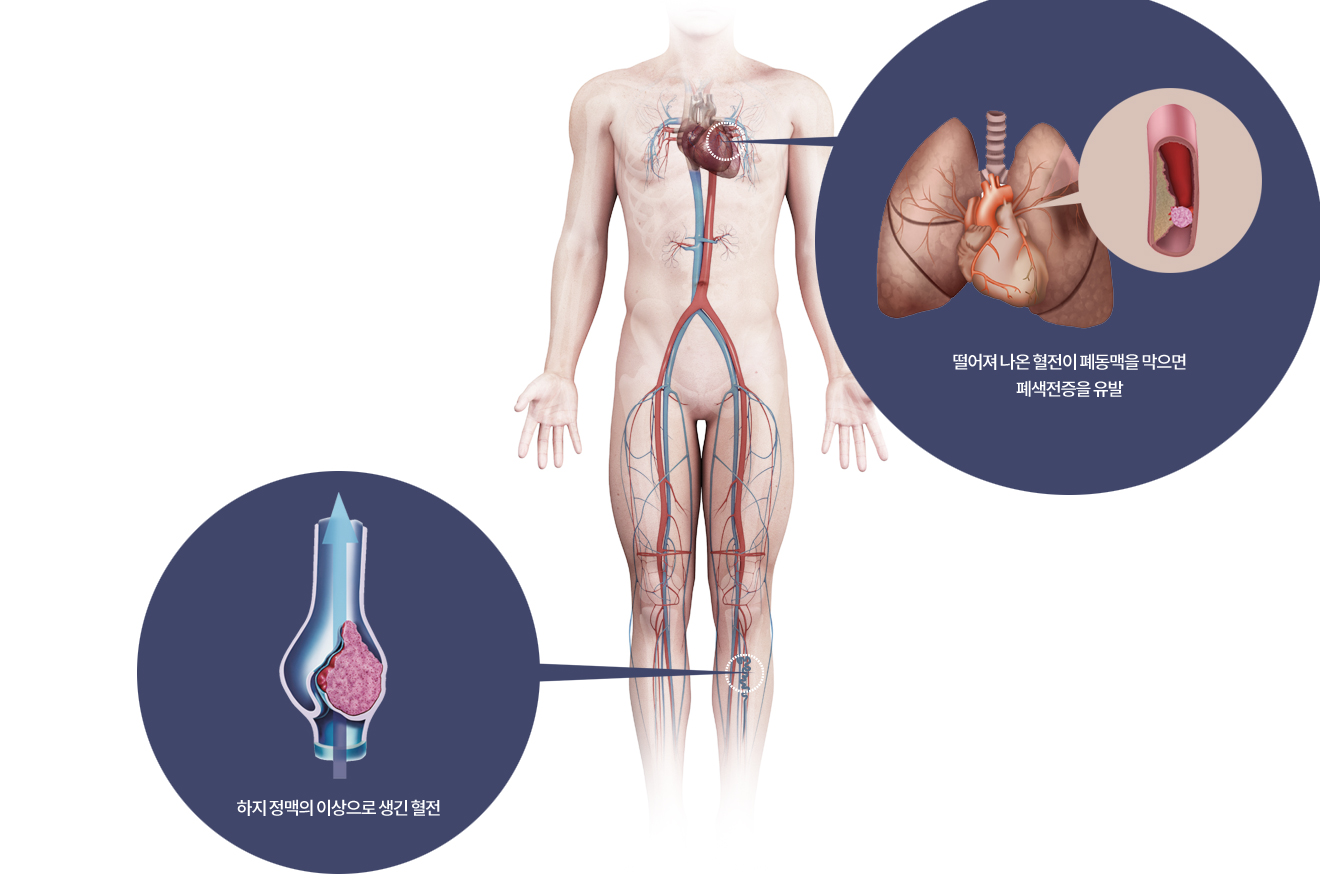 떨어져 나온 혈전이 폐동맥을 막으면
폐색전증을 유발
하지 정맥의 이상으로 생긴 혈전